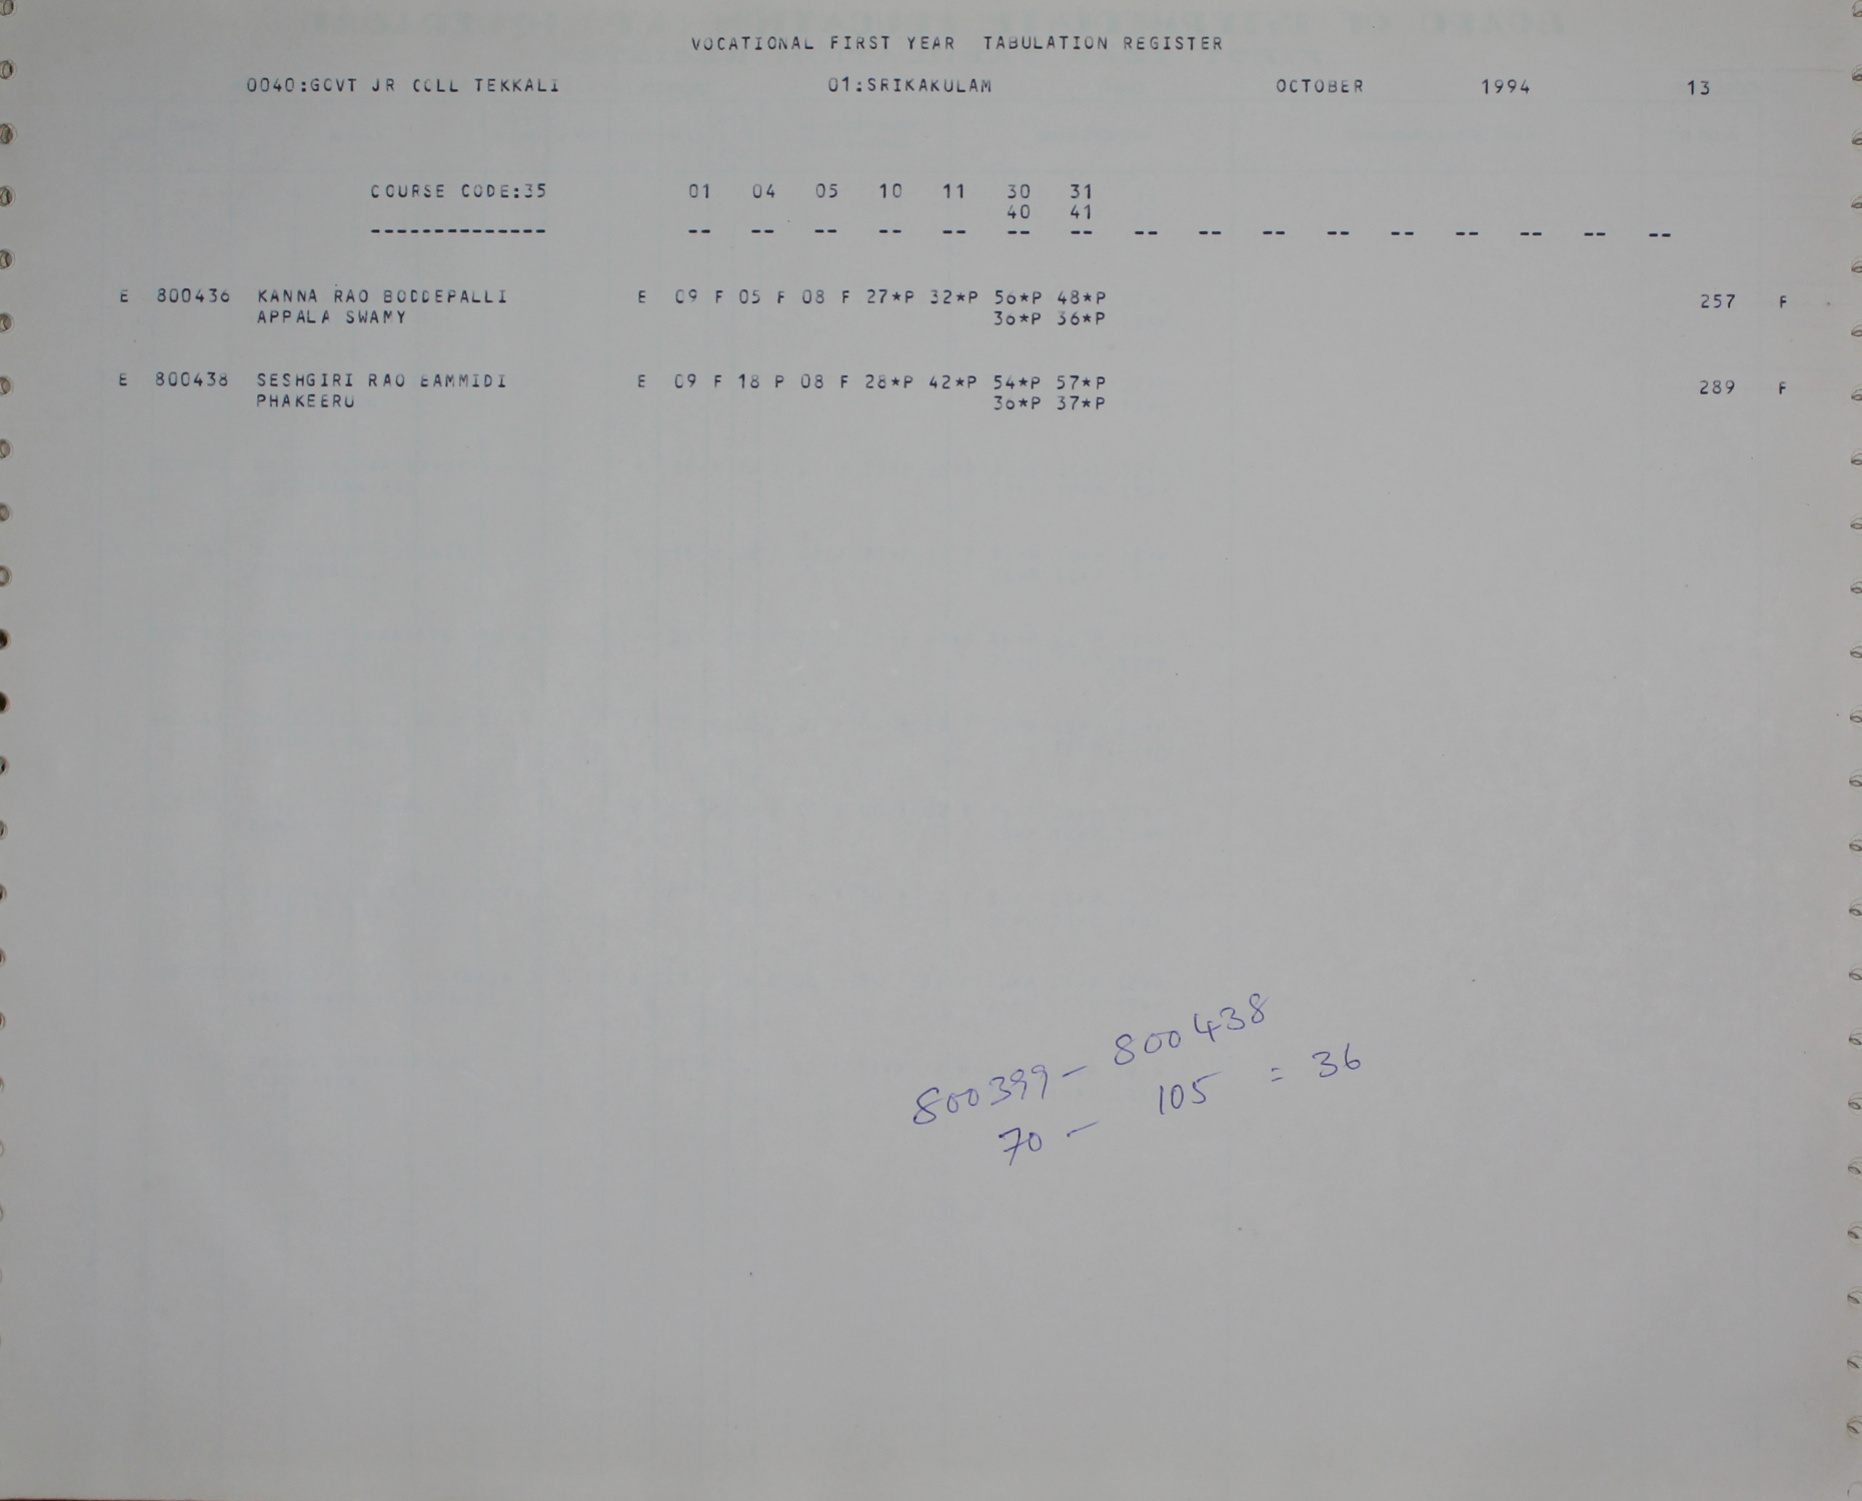 VOCATIONAL FIRST YEAR TABULATION REGISTER
0040:GOVT JR COLL TEKKALI 01:SRIKAKULAM OCTOBER 1994 13
COURSE CODE:35 01 04 05 10 11 30 31
40 41
-------------- -- -- -- -- -- -- -- -- -- -- -- -- -- -- -- --
E 800436 KANNA RAO BODDEPALLI E 09 F 05 F 08 F 27*P 32*P 56*P 48*P 257 F
APPALA SWAMY 36*P 36*P
E 800438 SESHGIRI RAO BAMMIDI E 09 F 18 P 08 F 28*P 42*P 54*P 57*P 289 F
PHAKEERU 36*P 37*P
800399 - 800438
70 - 105 = 36